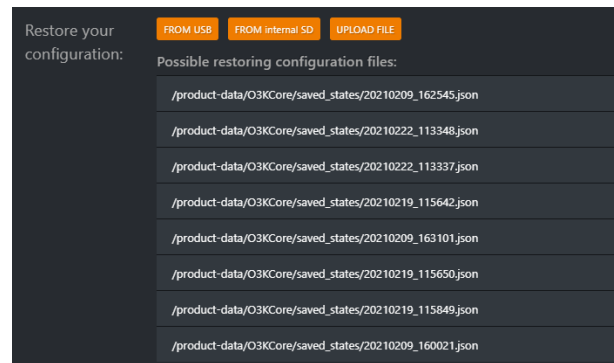 Restore your configuration:
FROM USB FROM internal SD UPLOAD FILE
Possible restoring configuration files:
/product-data/O3KCore/saved_states/20210209_162545.json
/product-data/O3KCore/saved_states/20210222_113348.json
/product-data/O3KCore/saved_states/20210222_113337.json
/product-data/O3KCore/saved_states/20210219_115642.json
/product-data/O3KCore/saved_states/20210209_163101.json
/product-data/O3KCore/saved_states/20210219_115650.json
/product-data/O3KCore/saved_states/20210219_115849.json
/product-data/O3KCore/saved_states/20210209_160021.json